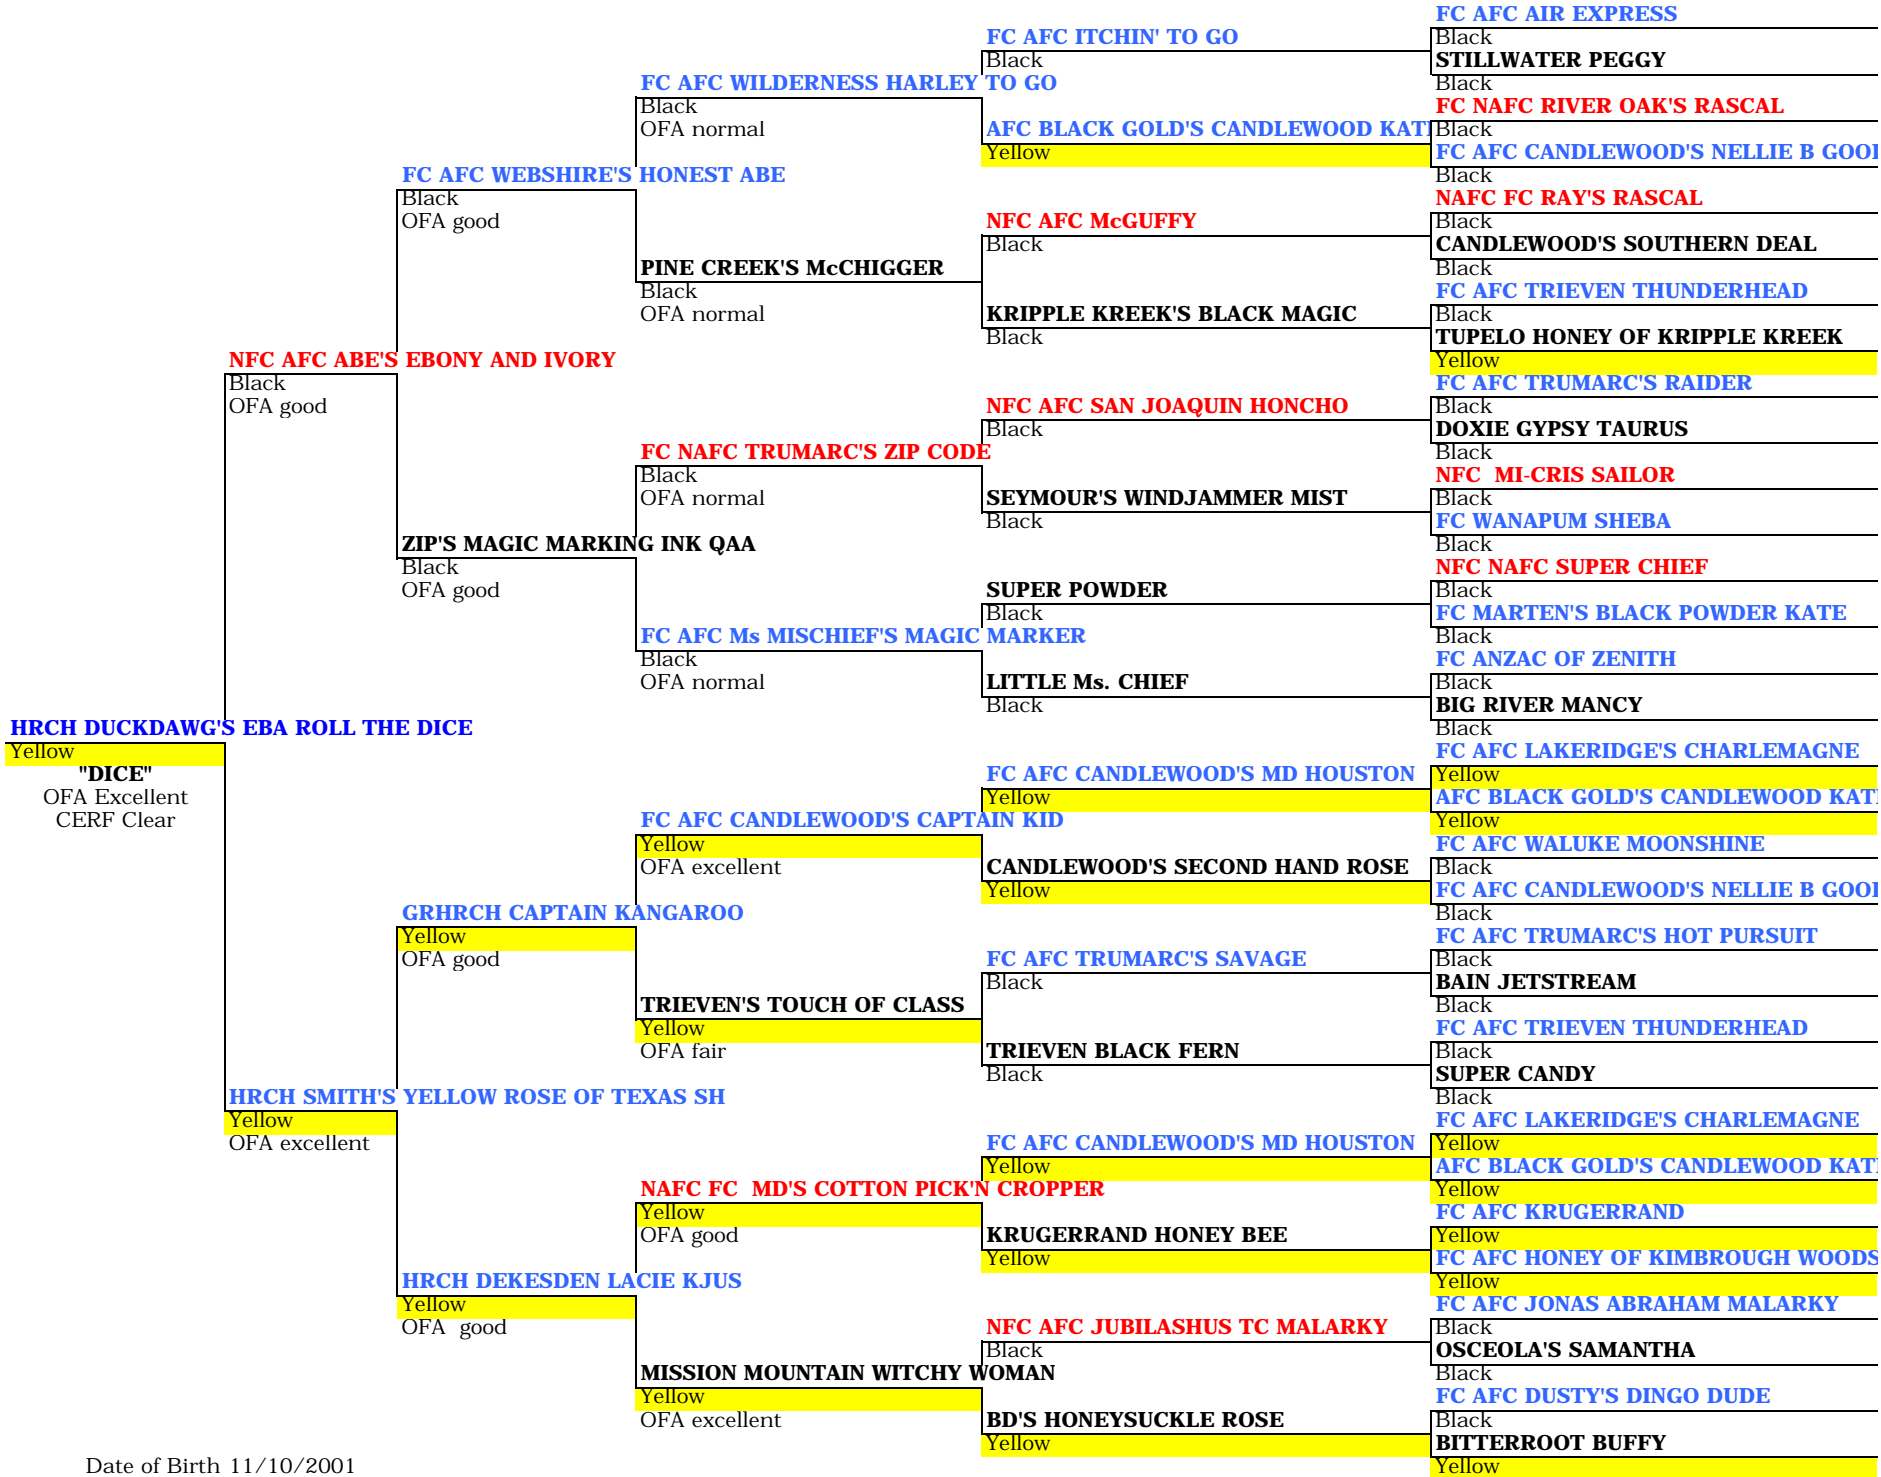 FC AFC AIR EXPRESS
FC AFC ITCHIN' TO GO
Black
Black
STILLWATER PEGGY
FC AFC WILDERNESS HARLEY TO GO
Black
Black
FC NAFC RIVER OAK'S RASCAL
OFA normal
AFC BLACK GOLD'S CANDLEWOOD KAT
Black
Yellow
FC AFC CANDLEWOOD'S NELLIE B GOO
FC AFC WEBSHIRE'S HONEST ABE
Black
Black
NAFC FC RAY'S RASCAL
OFA good
NFC AFC McGUFFY
Black
Black
CANDLEWOOD'S SOUTHERN DEAL
PINE CREEK'S McCHIGGER
Black
Black
FC AFC TRIEVEN THUNDERHEAD
OFA normal
KRIPPLE KREEK'S BLACK MAGIC
Black
Black
TUPELO HONEY OF KRIPPLE KREEK
NFC AFC ABE'S EBONY AND IVORY
Yellow
Black
FC AFC TRUMARC'S RAIDER
OFA good
NFC AFC SAN JOAQUIN HONCHO
Black
Black
DOXIE GYPSY TAURUS
FC NAFC TRUMARC'S ZIP CODE
Black
Black
NFC MI-CRIS SAILOR
OFA normal
SEYMOUR'S WINDJAMMER MIST
Black
Black
FC WANAPUM SHEBA
ZIP'S MAGIC MARKING INK QAA
Black
Black
NFC NAFC SUPER CHIEF
OFA good
SUPER POWDER
Black
Black
FC MARTEN'S BLACK POWDER KATE
FC AFC Ms MISCHIEF'S MAGIC MARKER
Black
Black
FC ANZAC OF ZENITH
OFA normal
LITTLE Ms. CHIEF
Black
Black
BIG RIVER MANCY
HRCH DUCKDAWG'S EBA ROLL THE DICE
Black
Yellow
FC AFC LAKERIDGE'S CHARLEMAGNE
"DICE"
FC AFC CANDLEWOOD'S MD HOUSTON
Yellow
OFA Excellent
Yellow
AFC BLACK GOLD'S CANDLEWOOD KAT
CERF Clear
FC AFC CANDLEWOOD'S CAPTAIN KID
Yellow
Yellow
FC AFC WALUKE MOONSHINE
OFA excellent
CANDLEWOOD'S SECOND HAND ROSE
Black
Yellow
FC AFC CANDLEWOOD'S NELLIE B GOO
GRHRCH CAPTAIN KANGAROO
Black
Yellow
FC AFC TRUMARC'S HOT PURSUIT
OFA good
FC AFC TRUMARC'S SAVAGE
Black
Black
BAIN JETSTREAM
TRIEVEN'S TOUCH OF CLASS
Black
Yellow
FC AFC TRIEVEN THUNDERHEAD
OFA fair
TRIEVEN BLACK FERN
Black
Black
SUPER CANDY
HRCH SMITH'S YELLOW ROSE OF TEXAS SH
Black
Yellow
FC AFC LAKERIDGE'S CHARLEMAGNE
OFA excellent
FC AFC CANDLEWOOD'S MD HOUSTON
Yellow
Yellow
AFC BLACK GOLD'S CANDLEWOOD KAT
NAFC FC MD'S COTTON PICK'N CROPPER
Yellow
Yellow
FC AFC KRUGERRAND
OFA good
KRUGERRAND HONEY BEE
Yellow
Yellow
FC AFC HONEY OF KIMBROUGH WOODS
HRCH DEKESDEN LACIE KJUS
Yellow
Yellow
FC AFC JONAS ABRAHAM MALARKY
OFA good
NFC AFC JUBILASHUS TC MALARKY
Black
Black
OSCEOLA'S SAMANTHA
MISSION MOUNTAIN WITCHY WOMAN
Black
Yellow
FC AFC DUSTY'S DINGO DUDE
OFA excellent
BD'S HONEYSUCKLE ROSE
Black
Yellow
BITTERROOT BUFFY
Date of Birth 11/10/2001
Yellow